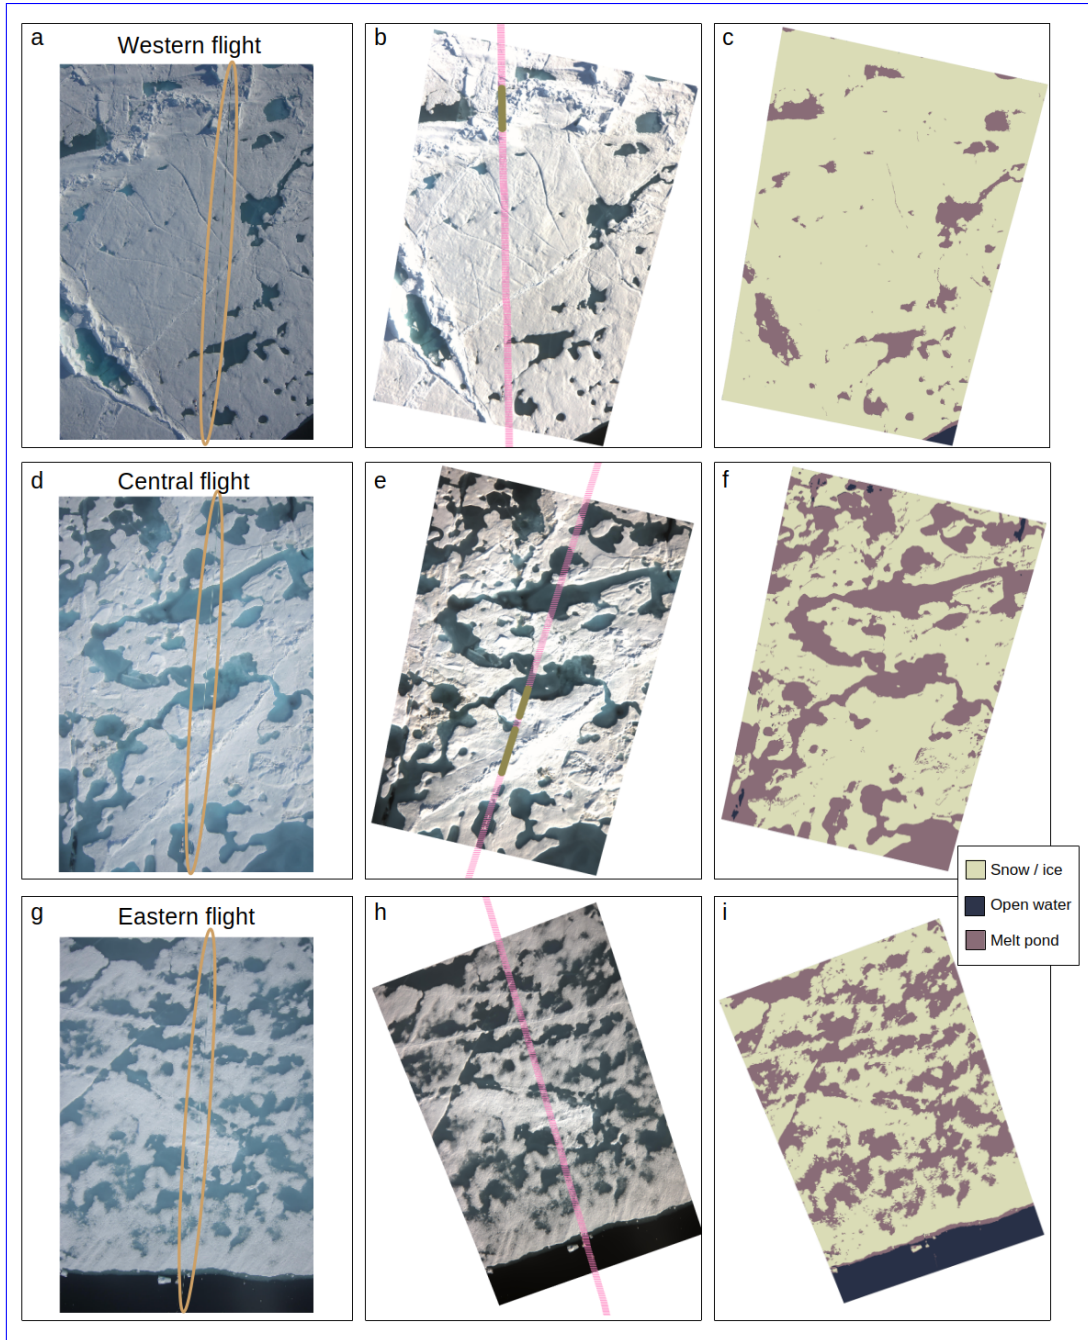 a
Western flight
b
c
d
Central flight
e
f
g
Eastern flight
h
i
Snow / ice
Open water
Melt pond